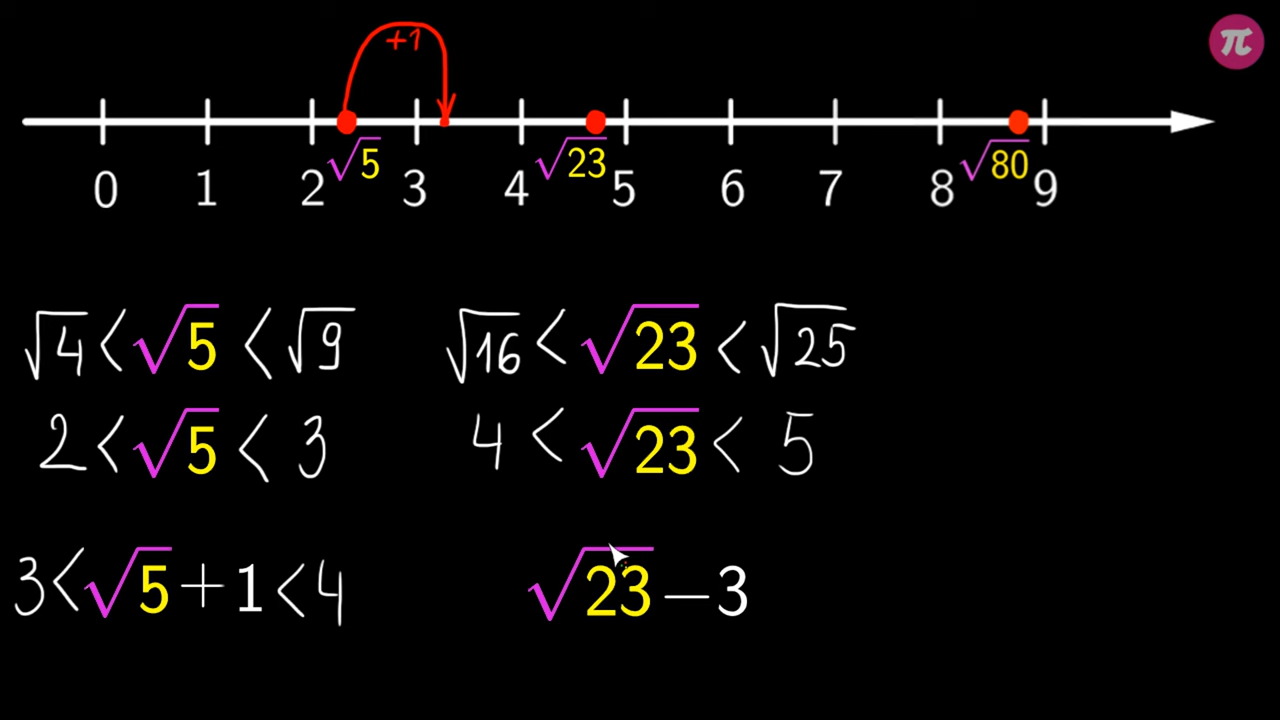 π
+1
√5 √23 √80
0 1 2 3 4 5 6 7 8 9
√4 < √5 < √9 √16 < √23 < √25
2 < √5 < 3 4 < √23 < 5
3 < √5 + 1 < 4 √23 − 3